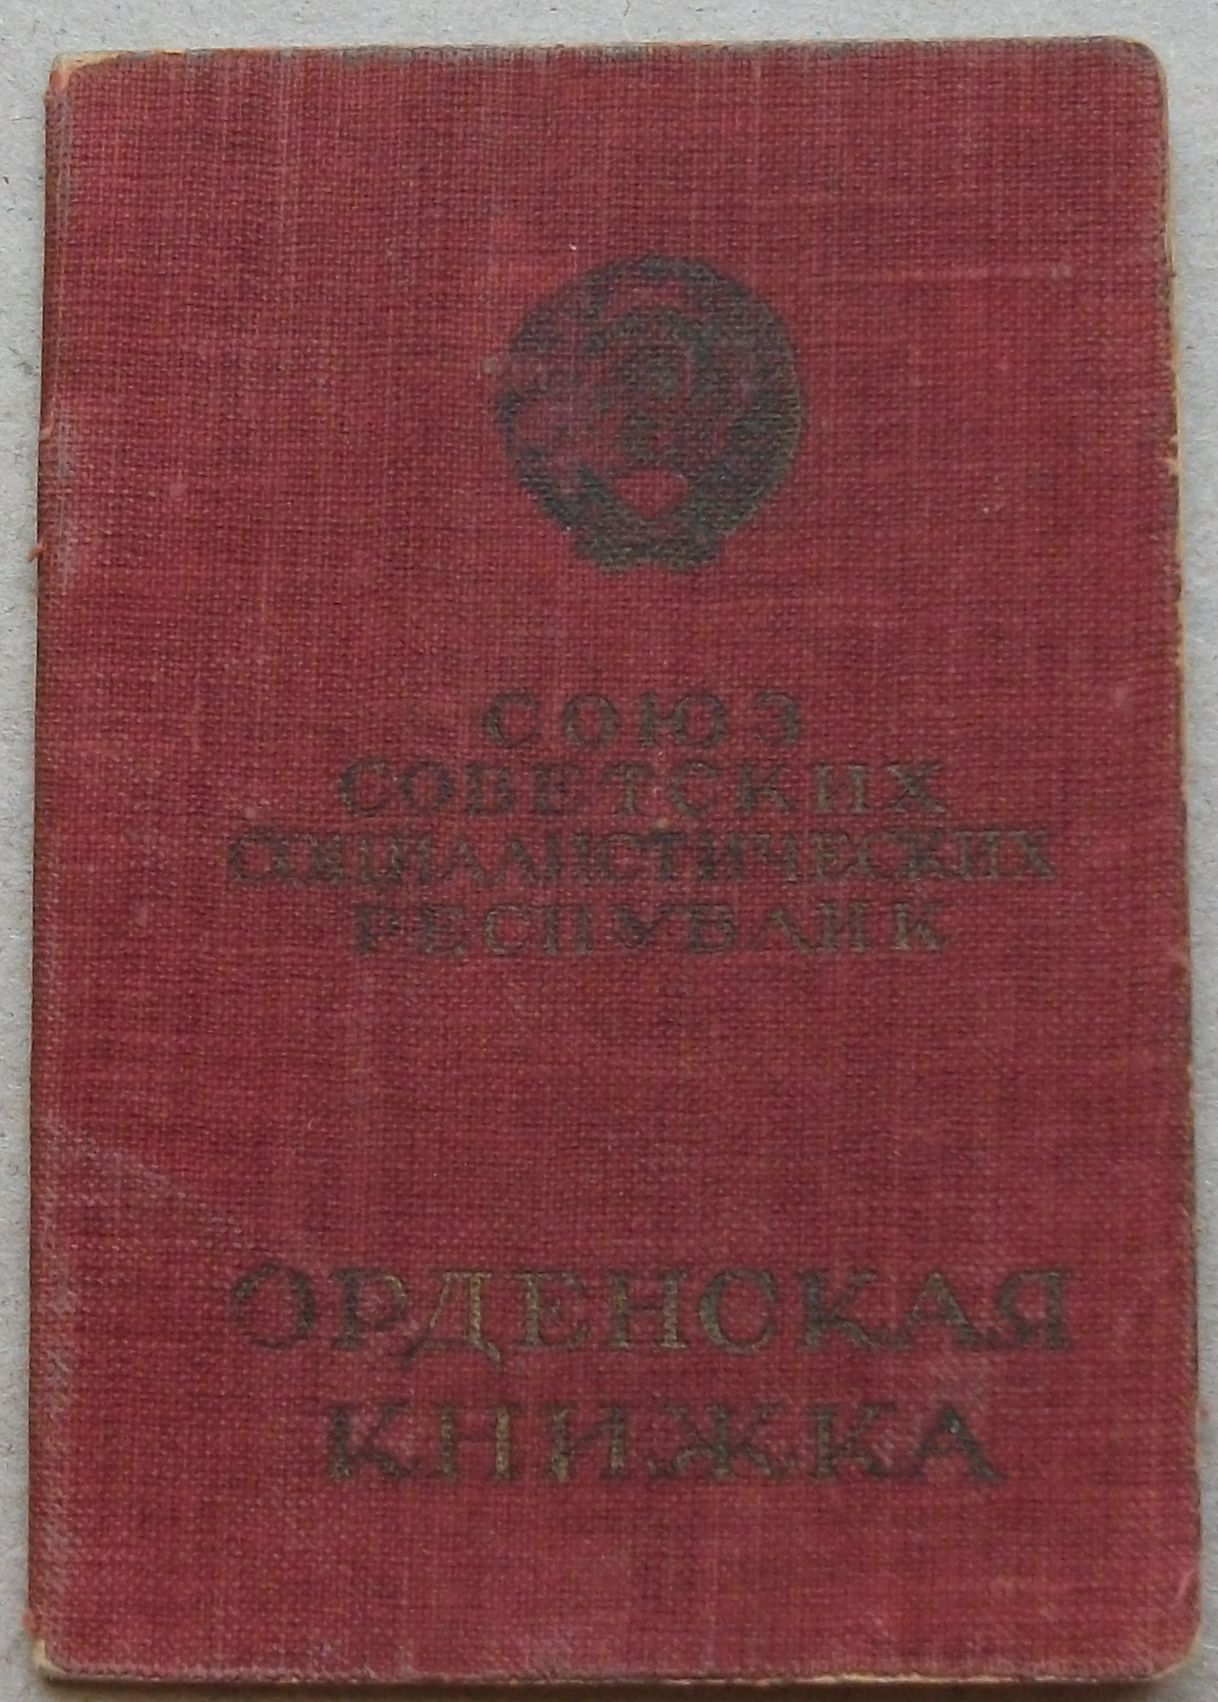 СОЮЗ
СОВЕТСКИХ
СОЦИАЛИСТИЧЕСКИХ
РЕСПУБЛИК
ОРДЕНСКАЯ
КНИЖКА